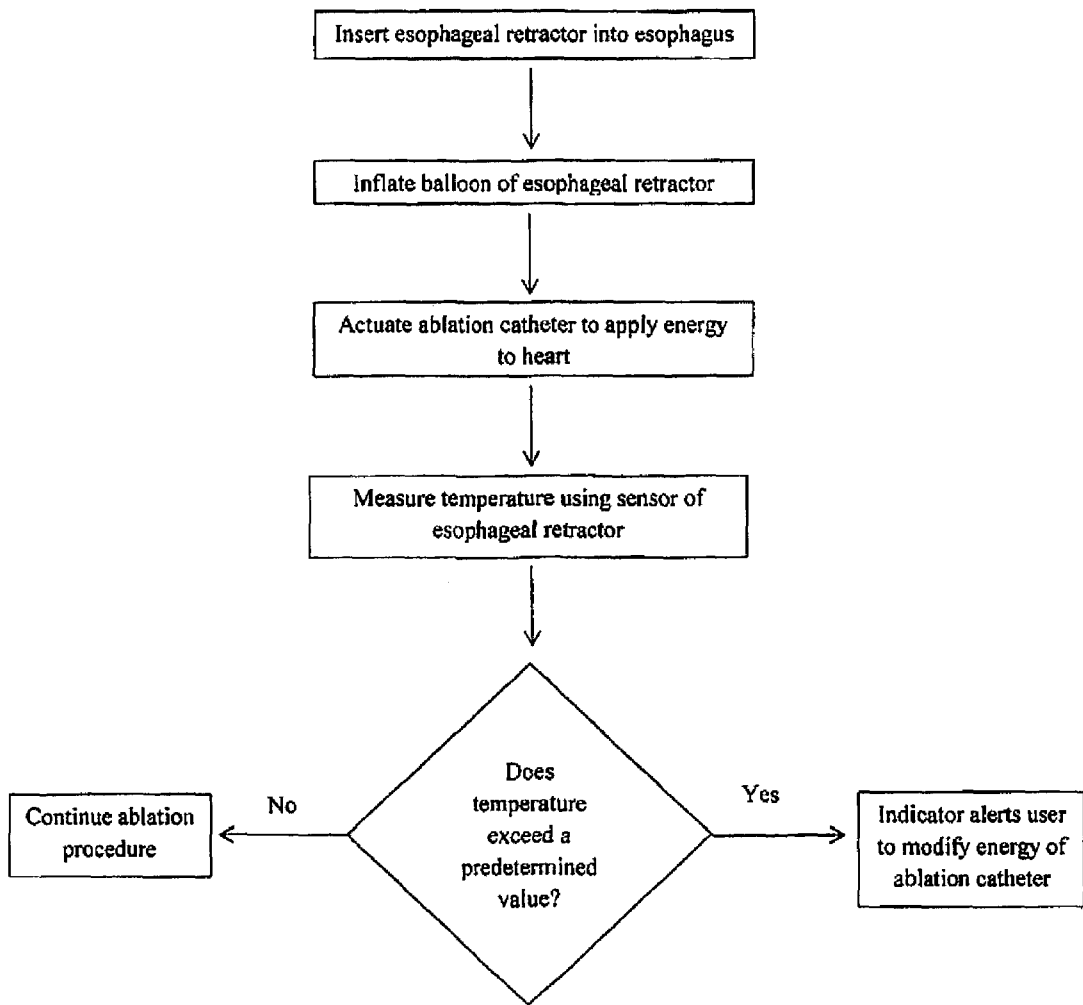 Insert esophageal retractor into esophagus
Inflate balloon of esophageal retractor
Actuate ablation catheter to apply energy
to heart
Measure temperature using sensor of
esophageal retractor
Does
temperature
exceed a
predetermined
value?
No
Continue ablation
procedure
Yes
Indicator alerts user
to modify energy of
ablation catheter